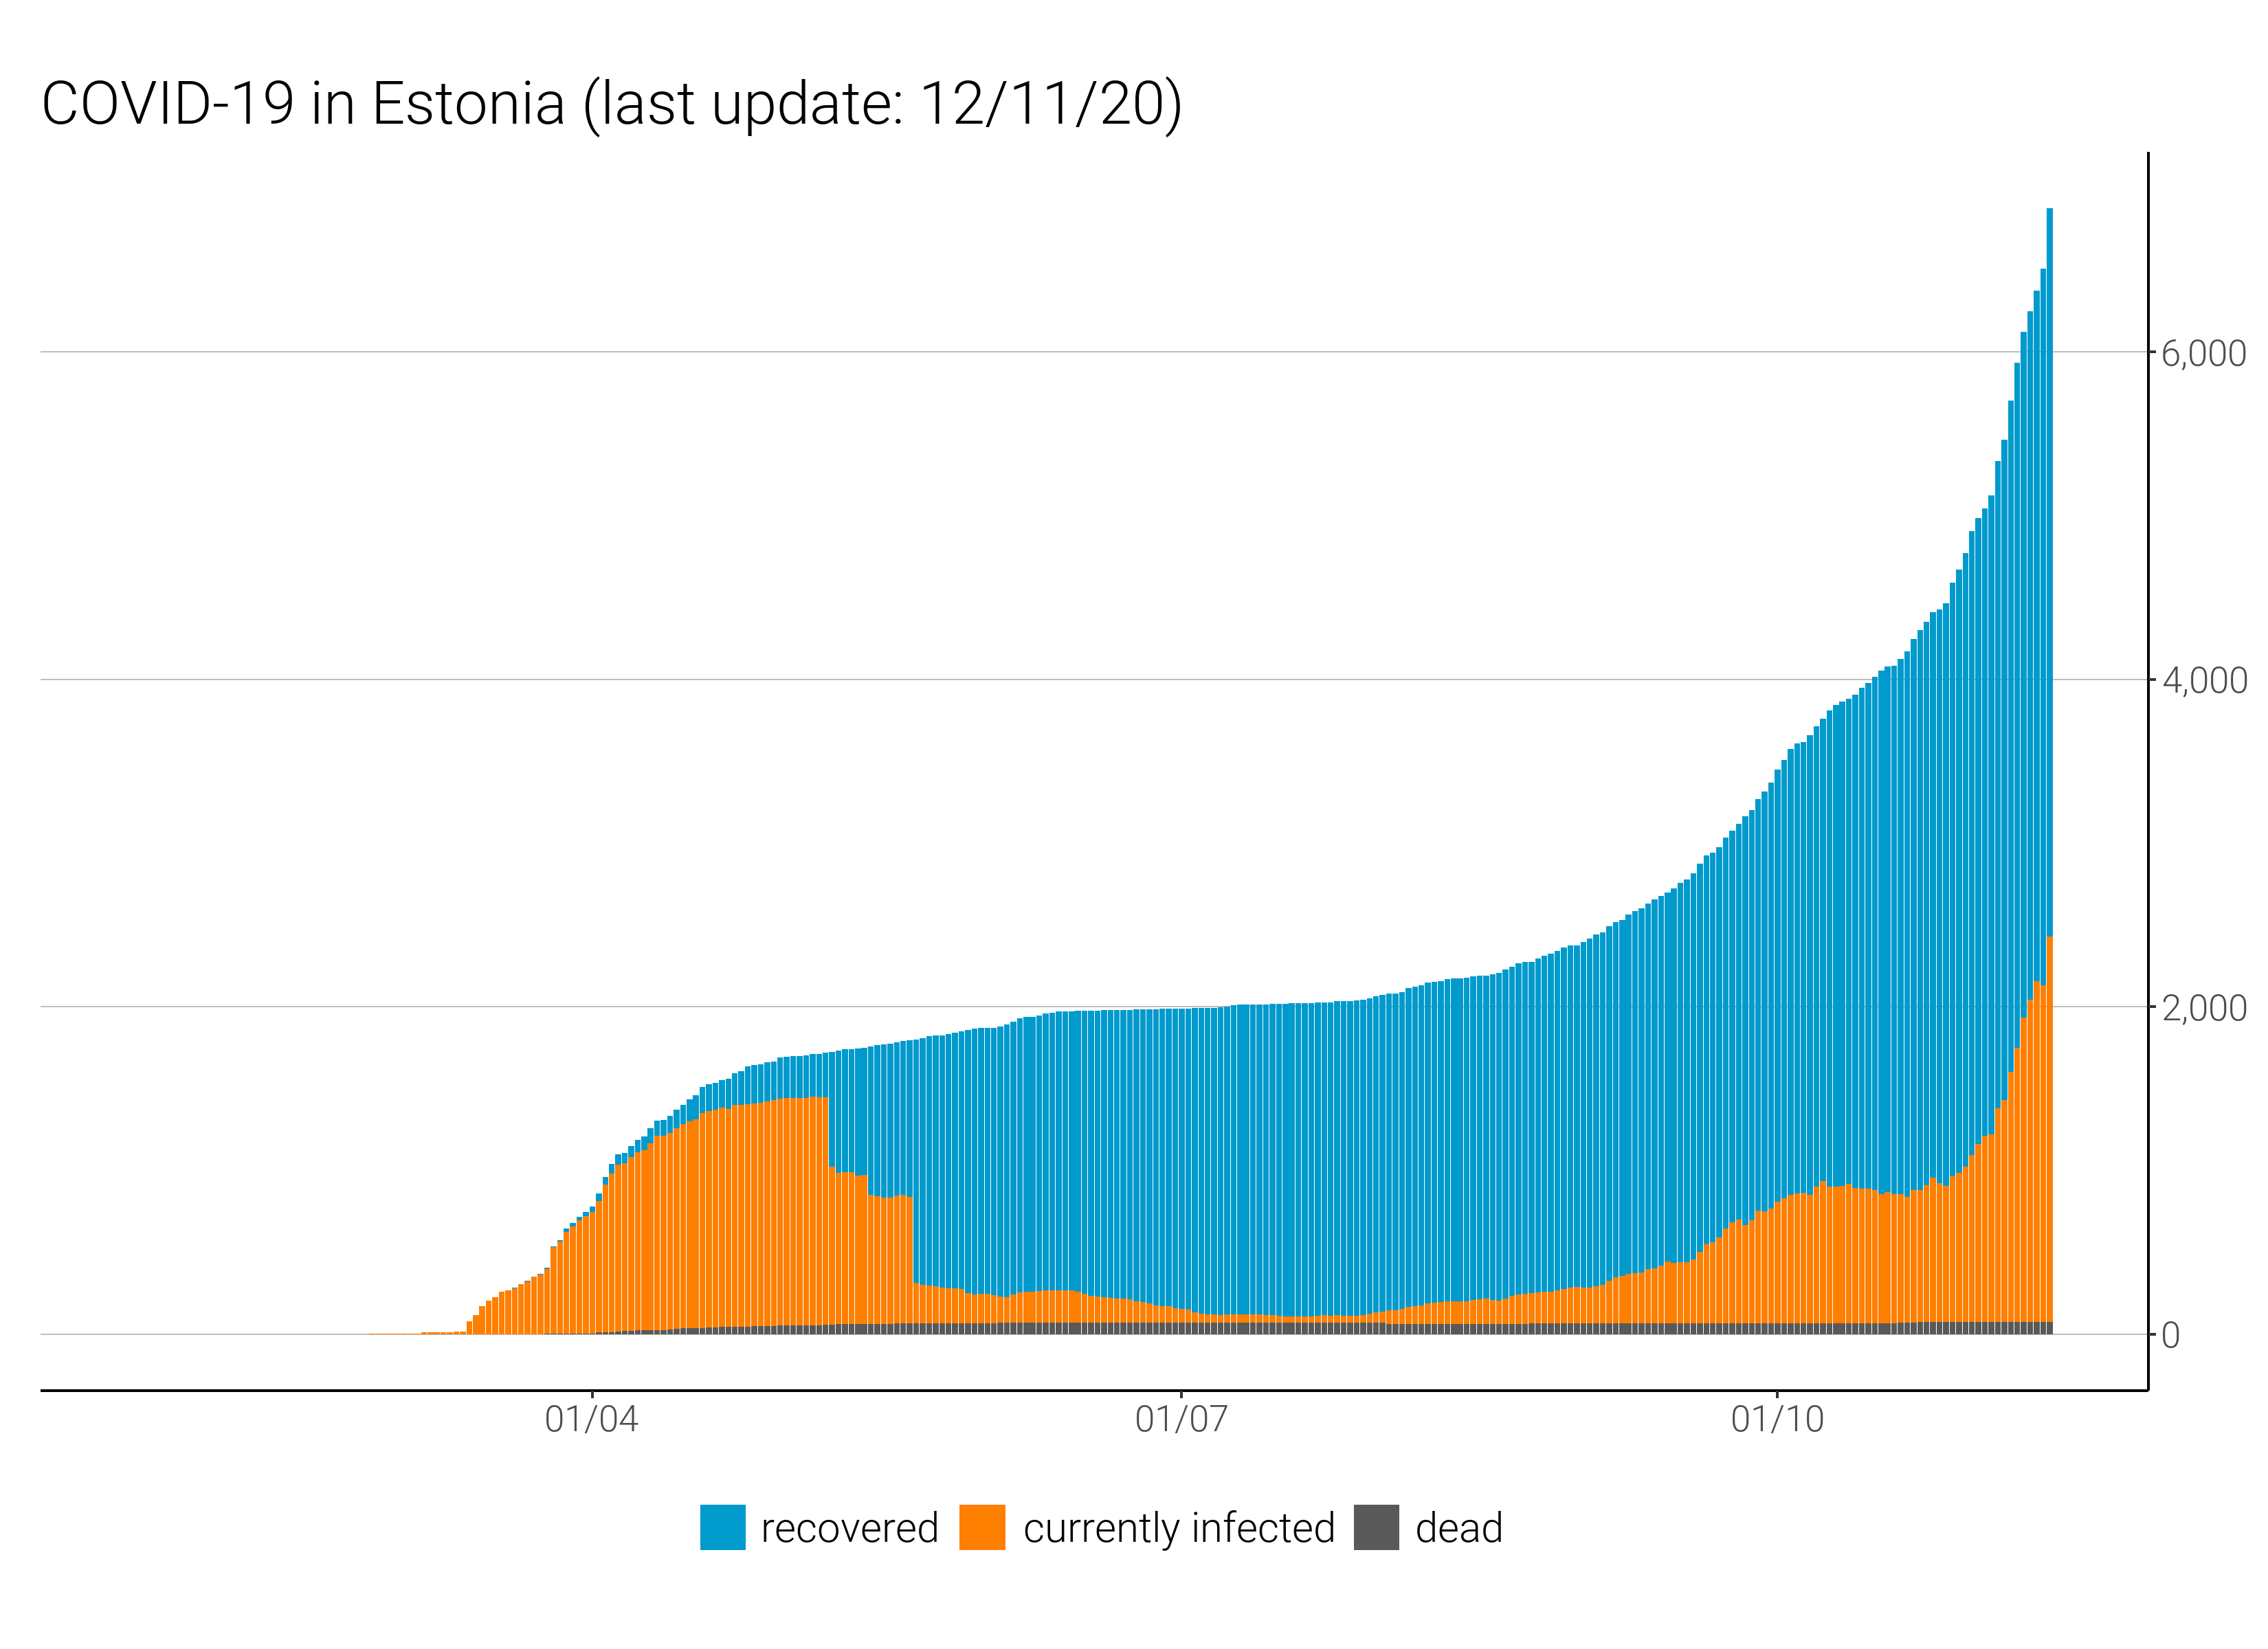 COVID-19 in Estonia (last update: 12/11/20)
6,000
4,000
2,000
0
01/04 01/07 01/10
recovered currently infected dead